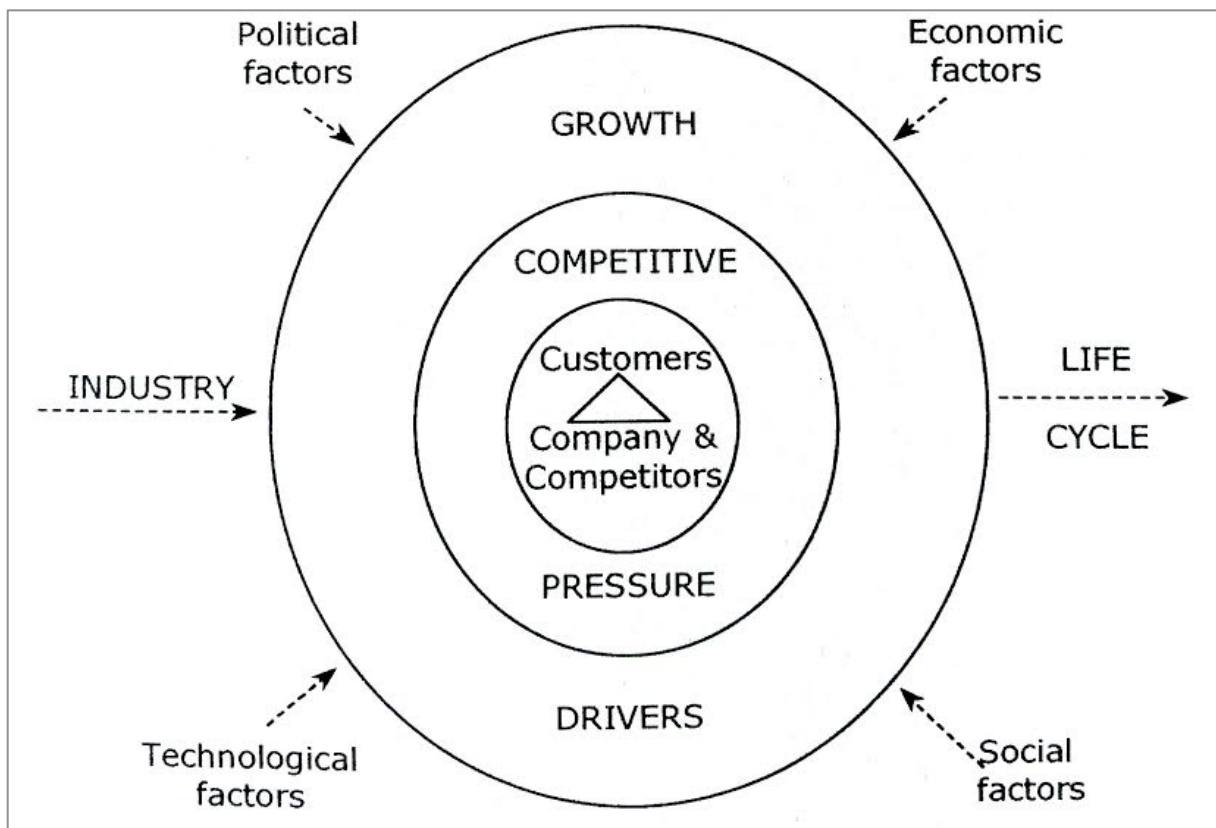 Political
factors
Economic
factors
GROWTH
COMPETITIVE
Customers
Company &
Competitors
INDUSTRY
LIFE
CYCLE
PRESSURE
DRIVERS
Technological
factors
Social
factors